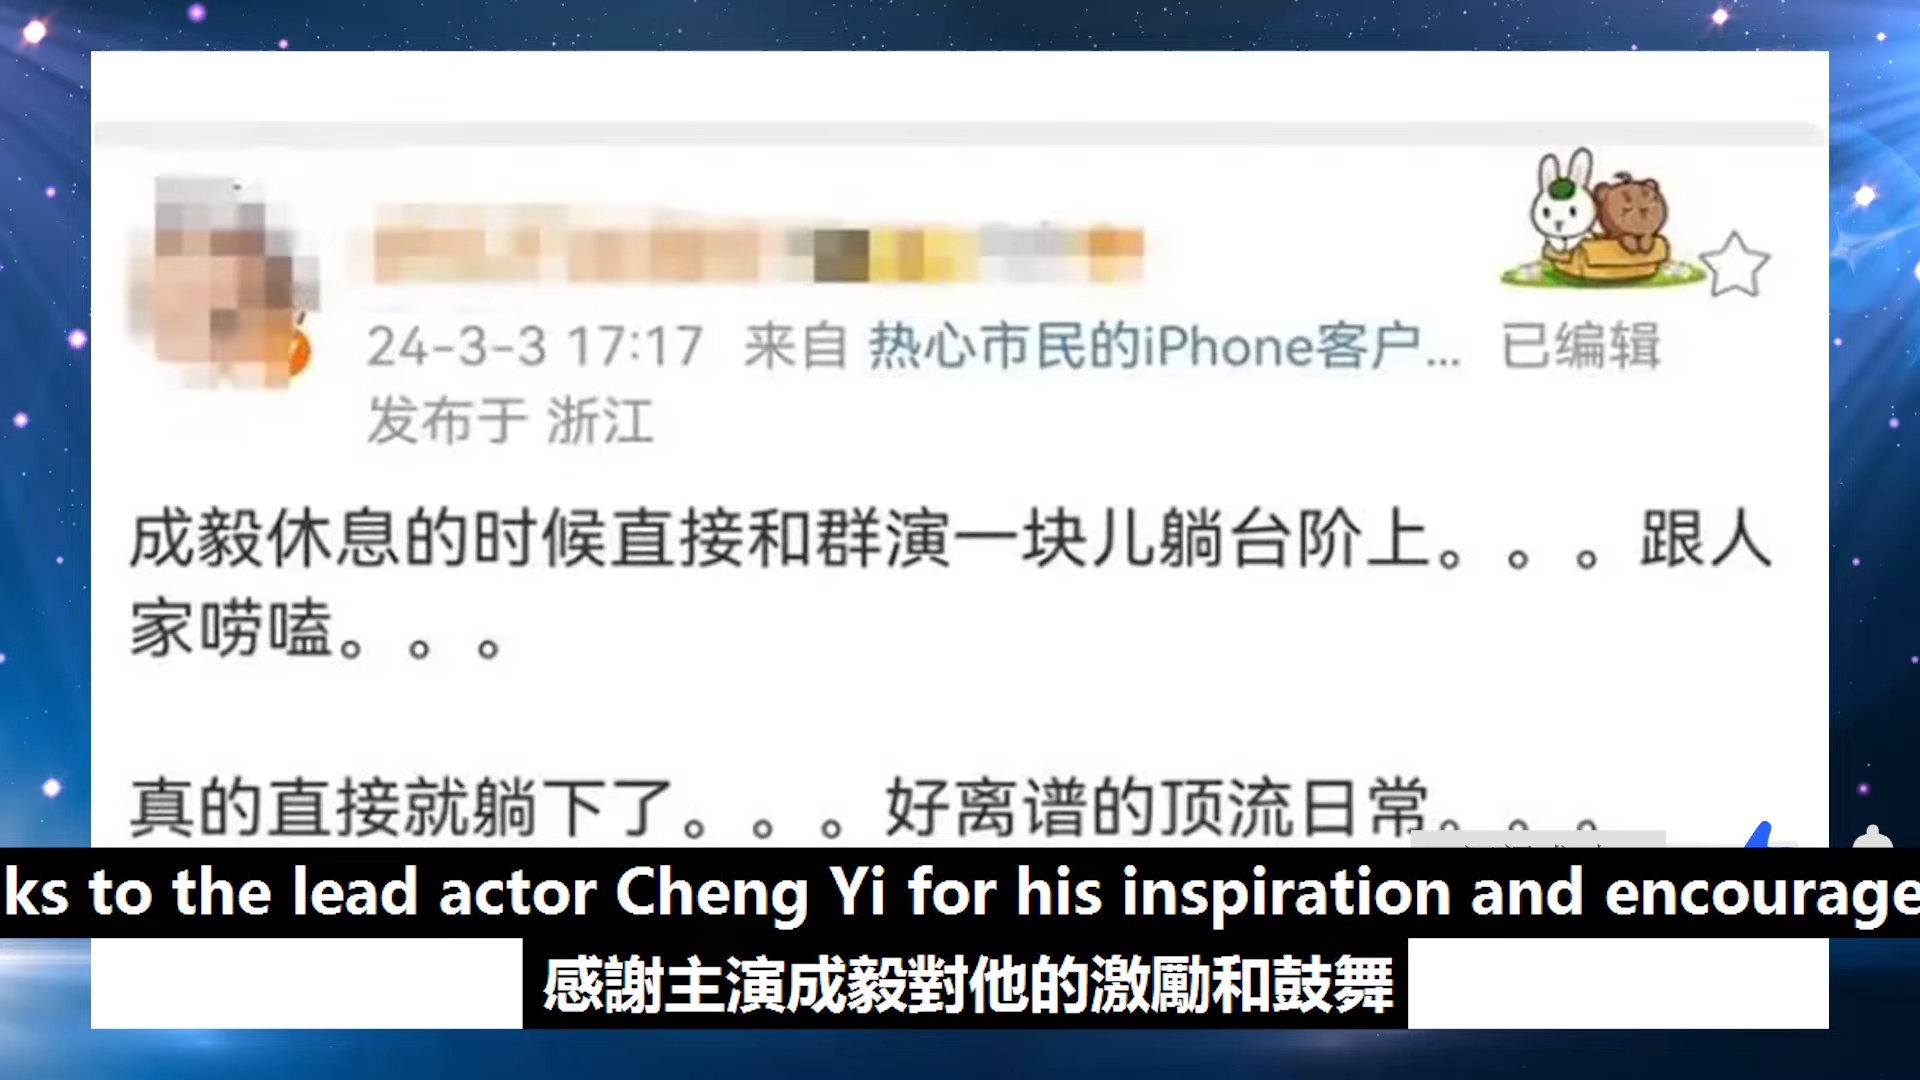 24-3-3 17:17 来自 热心市民的iPhone客户... 已编辑
发布于 浙江
成毅休息的时候直接和群演一块儿躺台阶上。。。跟人
家唠嗑。。。
真的直接就躺下了。。。好离谱的顶流日常。。。
ks to the lead actor Cheng Yi for his inspiration and encourage
感謝主演成毅對他的激勵和鼓舞